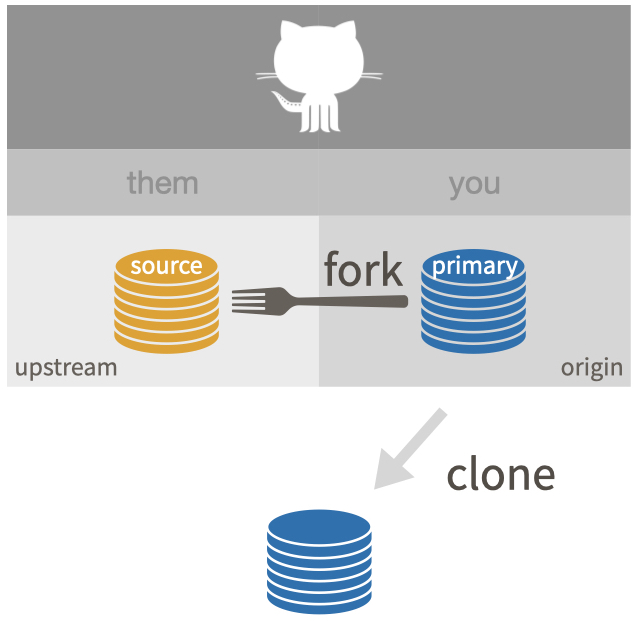 them
you
source
fork
primary
upstream
origin
clone